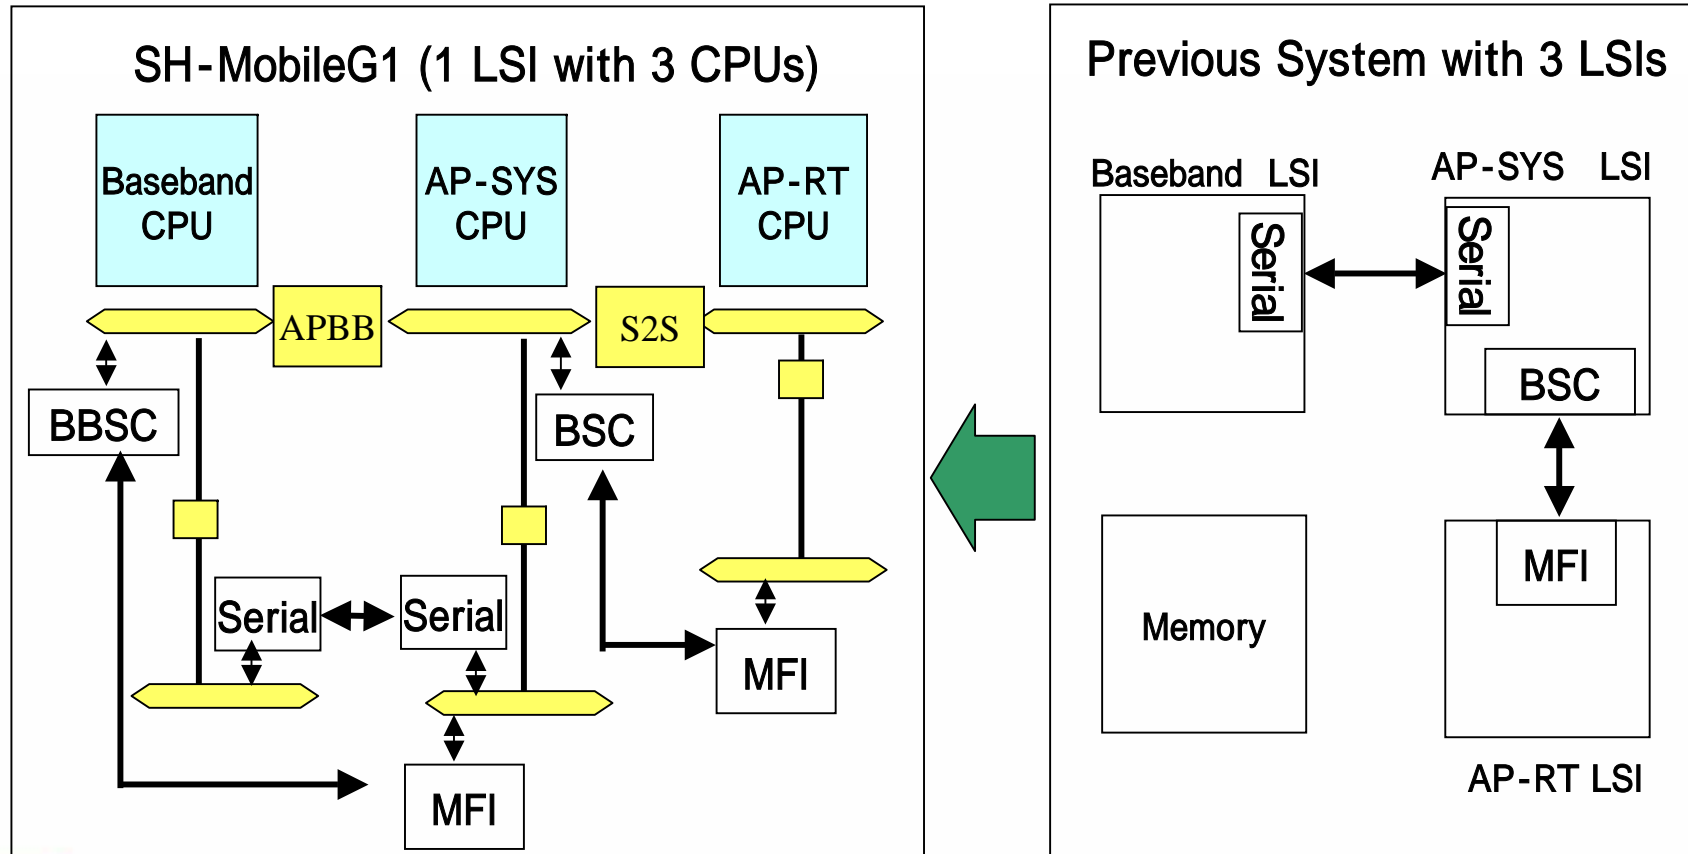 SH-MobileG1 (1 LSI with 3 CPUs)
Baseband
CPU
AP-SYS
CPU
AP-RT
CPU
APBB
S2S
BBSC
BSC
Serial
Serial
MFI
MFI
Previous System with 3 LSIs
Baseband LSI
AP-SYS LSI
Serial
Serial
BSC
Memory
MFI
AP-RT LSI